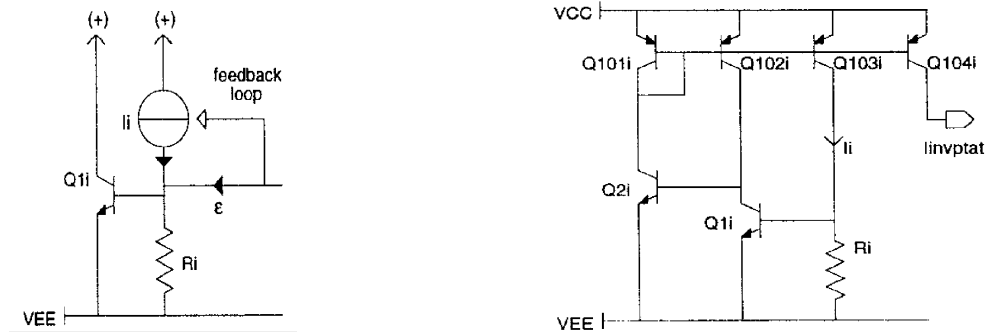 (+)
(+)
feedback
loop
Ii
Q1i
ε
Ri
VEE
VCC
Q101i
Q102i
Q103i
Q104i
Ii
Iinvptat
Q2i
Q1i
Ri
VEE